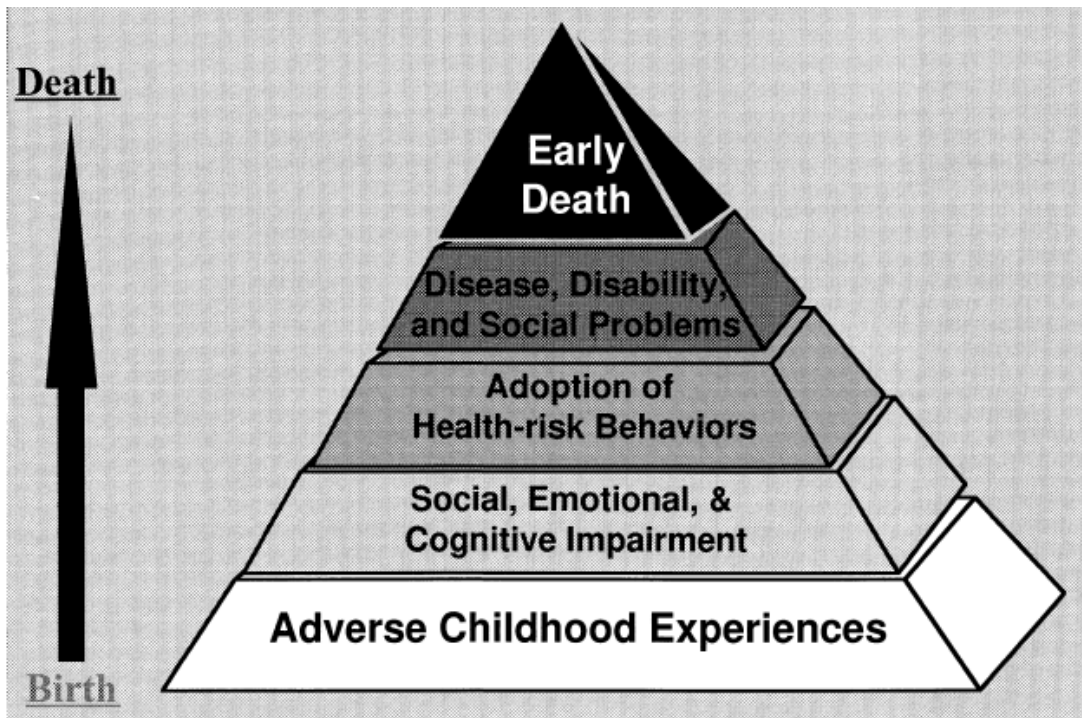 Death
Early
Death
Disease, Disability,
and Social Problems
Adoption of
Health-risk Behaviors
Social, Emotional, &
Cognitive Impairment
Adverse Childhood Experiences
Birth